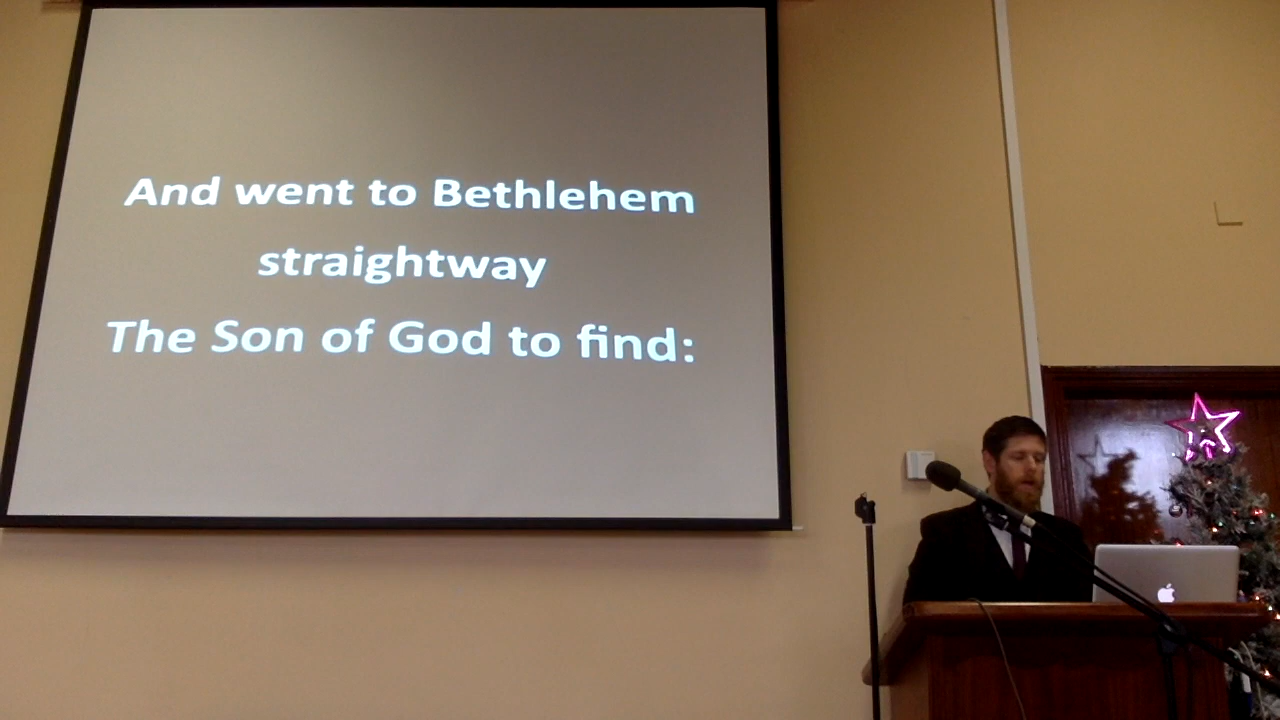 And went to Bethlehem
straightway
The Son of God to find: